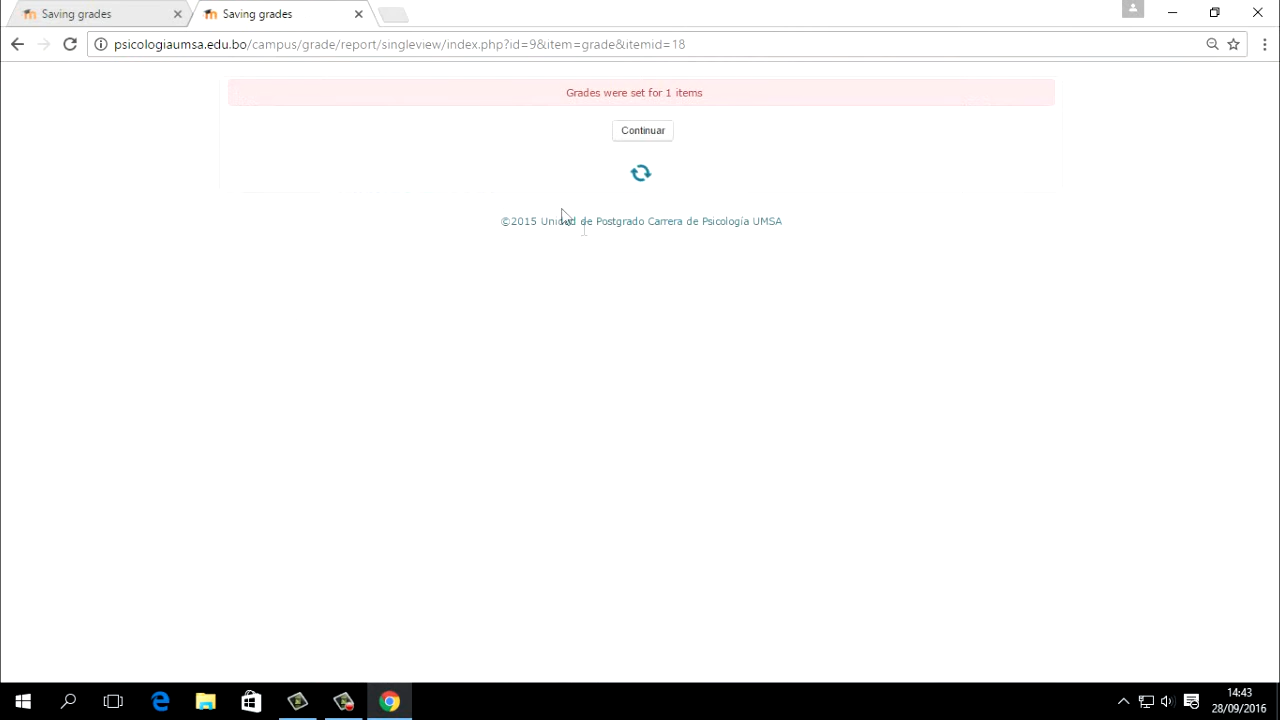 Saving grades
Saving grades
psicologiaumsa.edu.bo/campus/grade/report/singleview/index.php?id=9&item=grade&itemid=18
Grades were set for 1 items
Continuar
©2015 Unidad de Postgrado Carrera de Psicología UMSA
14:43
28/09/2016